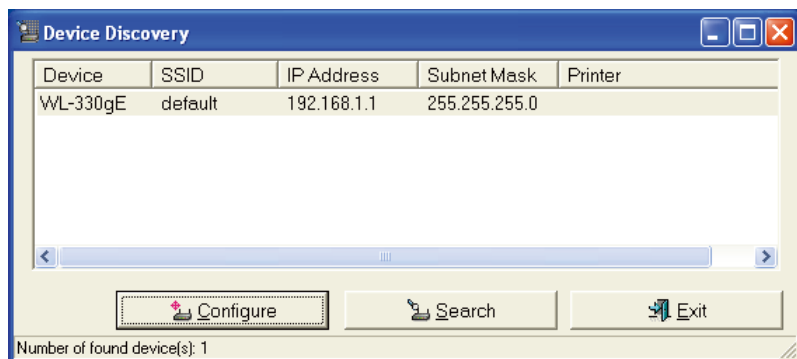 Device Discovery
Device SSID IP Address Subnet Mask Printer
WL-330gE default 192.168.1.1 255.255.255.0
Configure Search Exit
Number of found device(s): 1